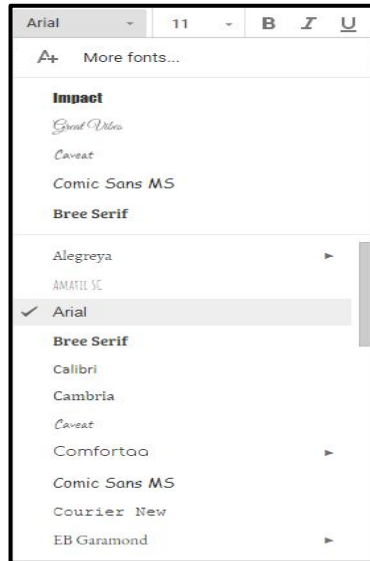 Arial 11 B I U
A+ More fonts...
Impact
Great Vibes
Caveat
Comic Sans MS
Bree Serif
Alegreya
AMATIC SC
Arial
Bree Serif
Calibri
Cambria
Caveat
Comfortaa
Comic Sans MS
Courier New
EB Garamond